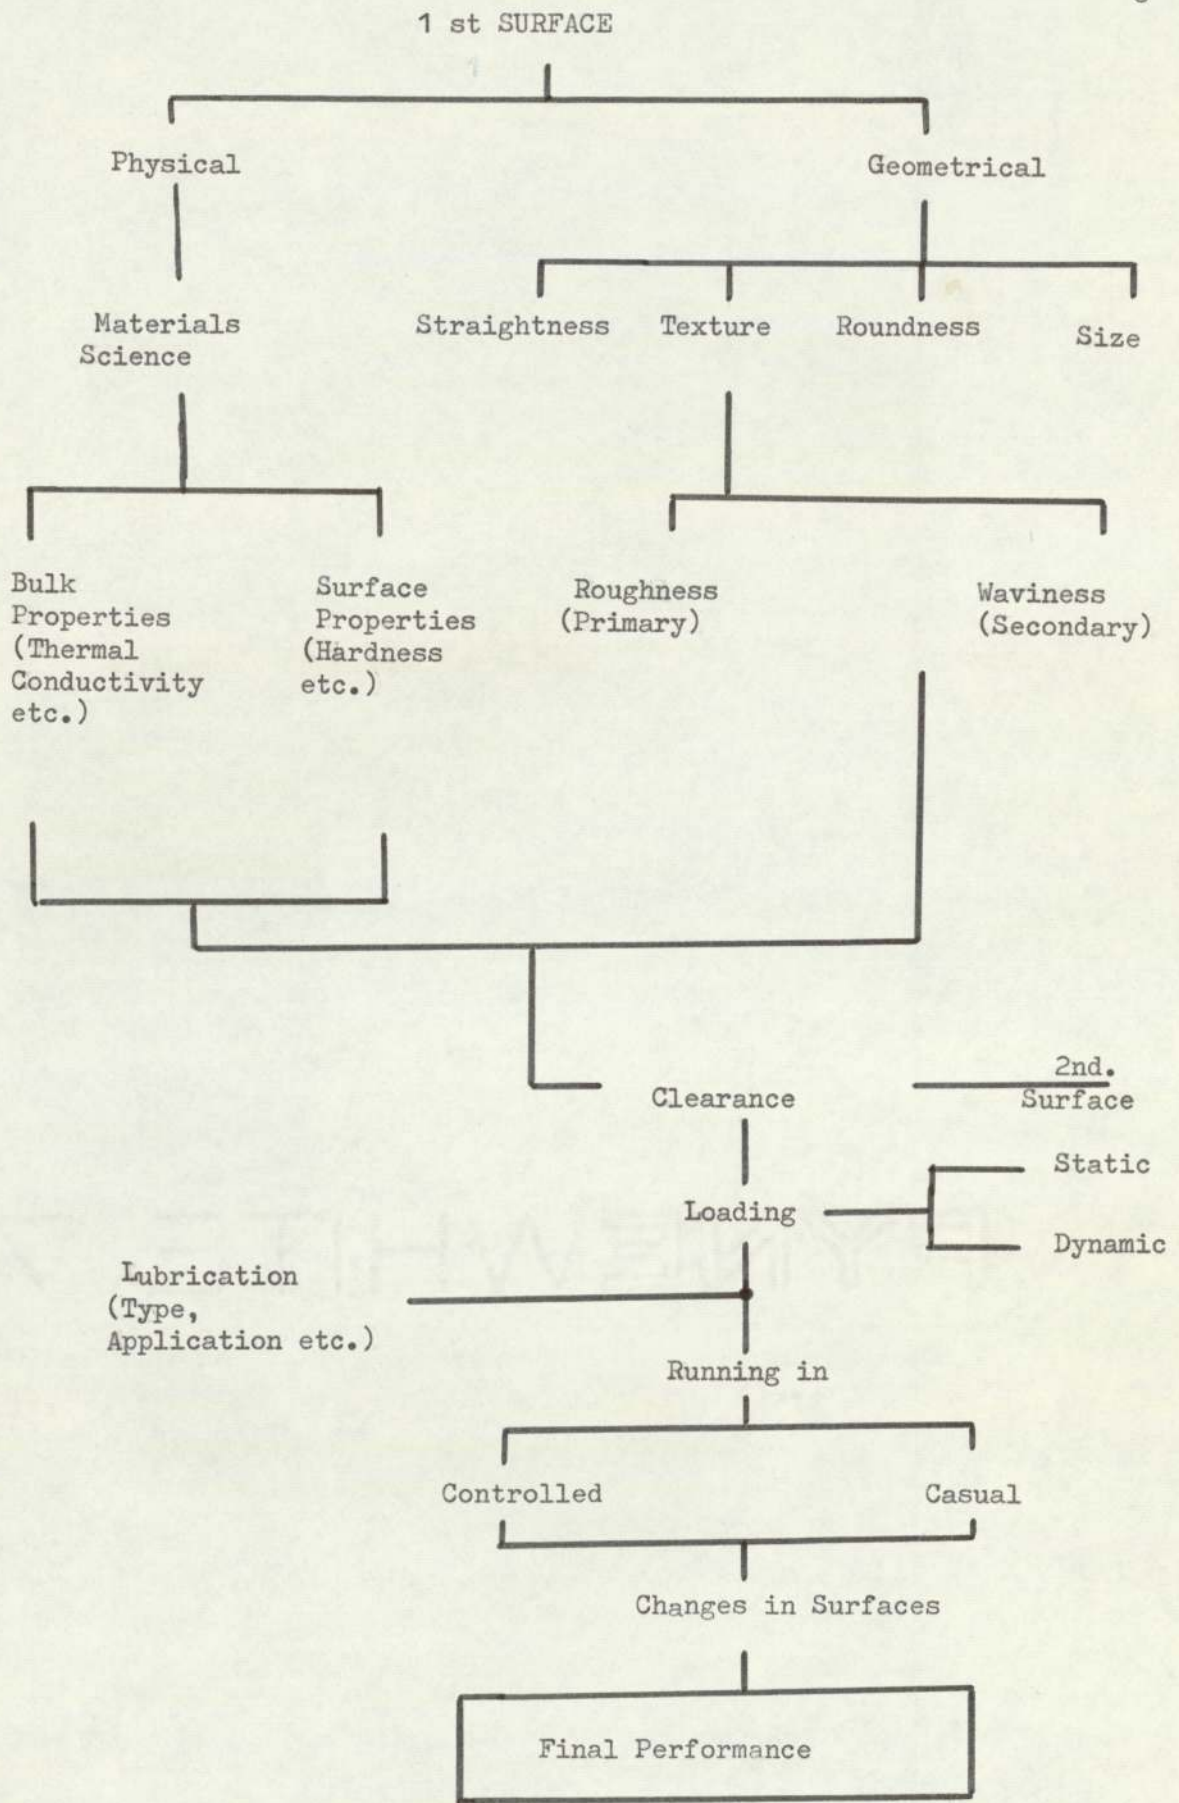 1 st SURFACE
Physical
Geometrical
Materials
Science
Straightness
Texture
Roundness
Size
Bulk
Properties
(Thermal
Conductivity
etc.)
Surface
Properties
(Hardness
etc.)
Roughness
(Primary)
Waviness
(Secondary)
Clearance
2nd.
Surface
Loading
Static
Dynamic
Lubrication
(Type,
Application etc.)
Running in
Controlled
Casual
Changes in Surfaces
Final Performance